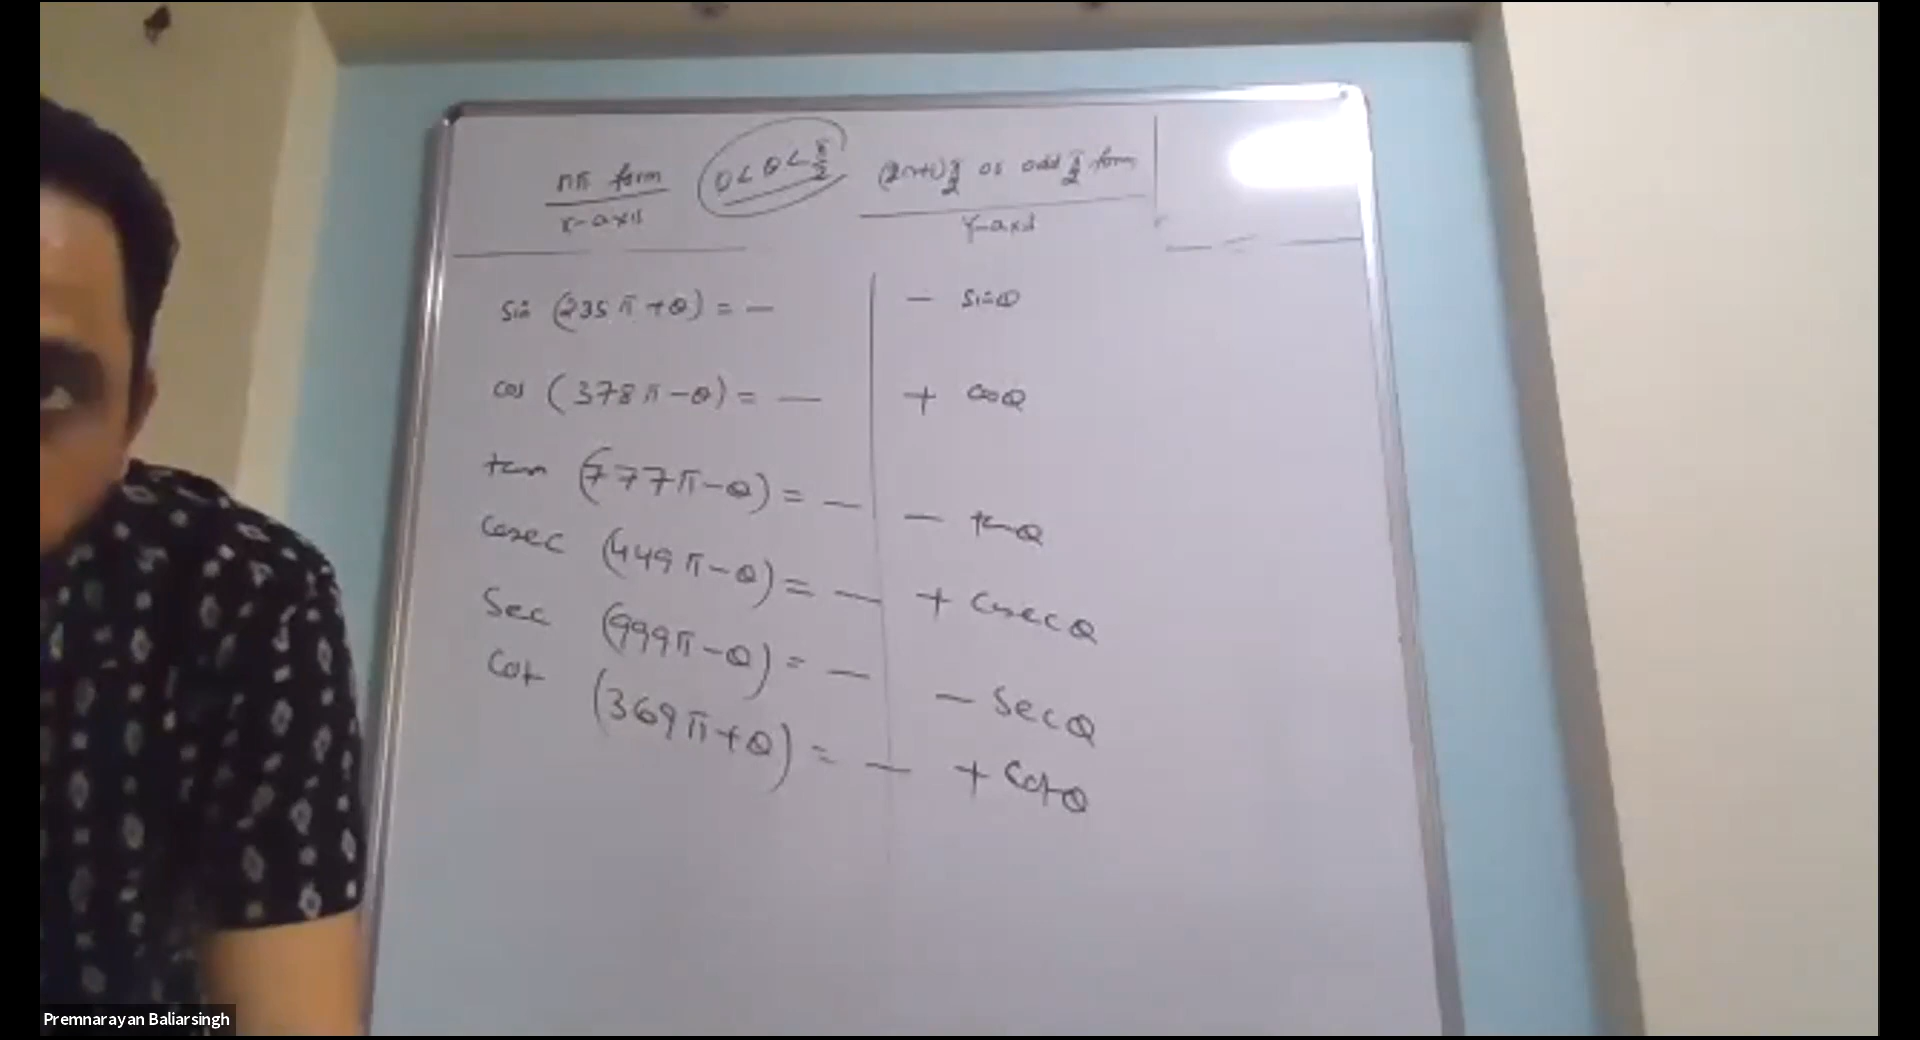 nπ form 0<θ<π/2 (2n+1)π/2 or odd π/2 form
x-axis Y-axis
sin (235π+θ) = — — sinθ
cos (378π-θ) = — + cosθ
tan (777π-θ) = — — tanθ
cosec (449π-θ) = — + cosecθ
Sec (999π-θ) = — — Secθ
Cot (369π+θ) = — + Cotθ
Premnarayan Baliarsingh